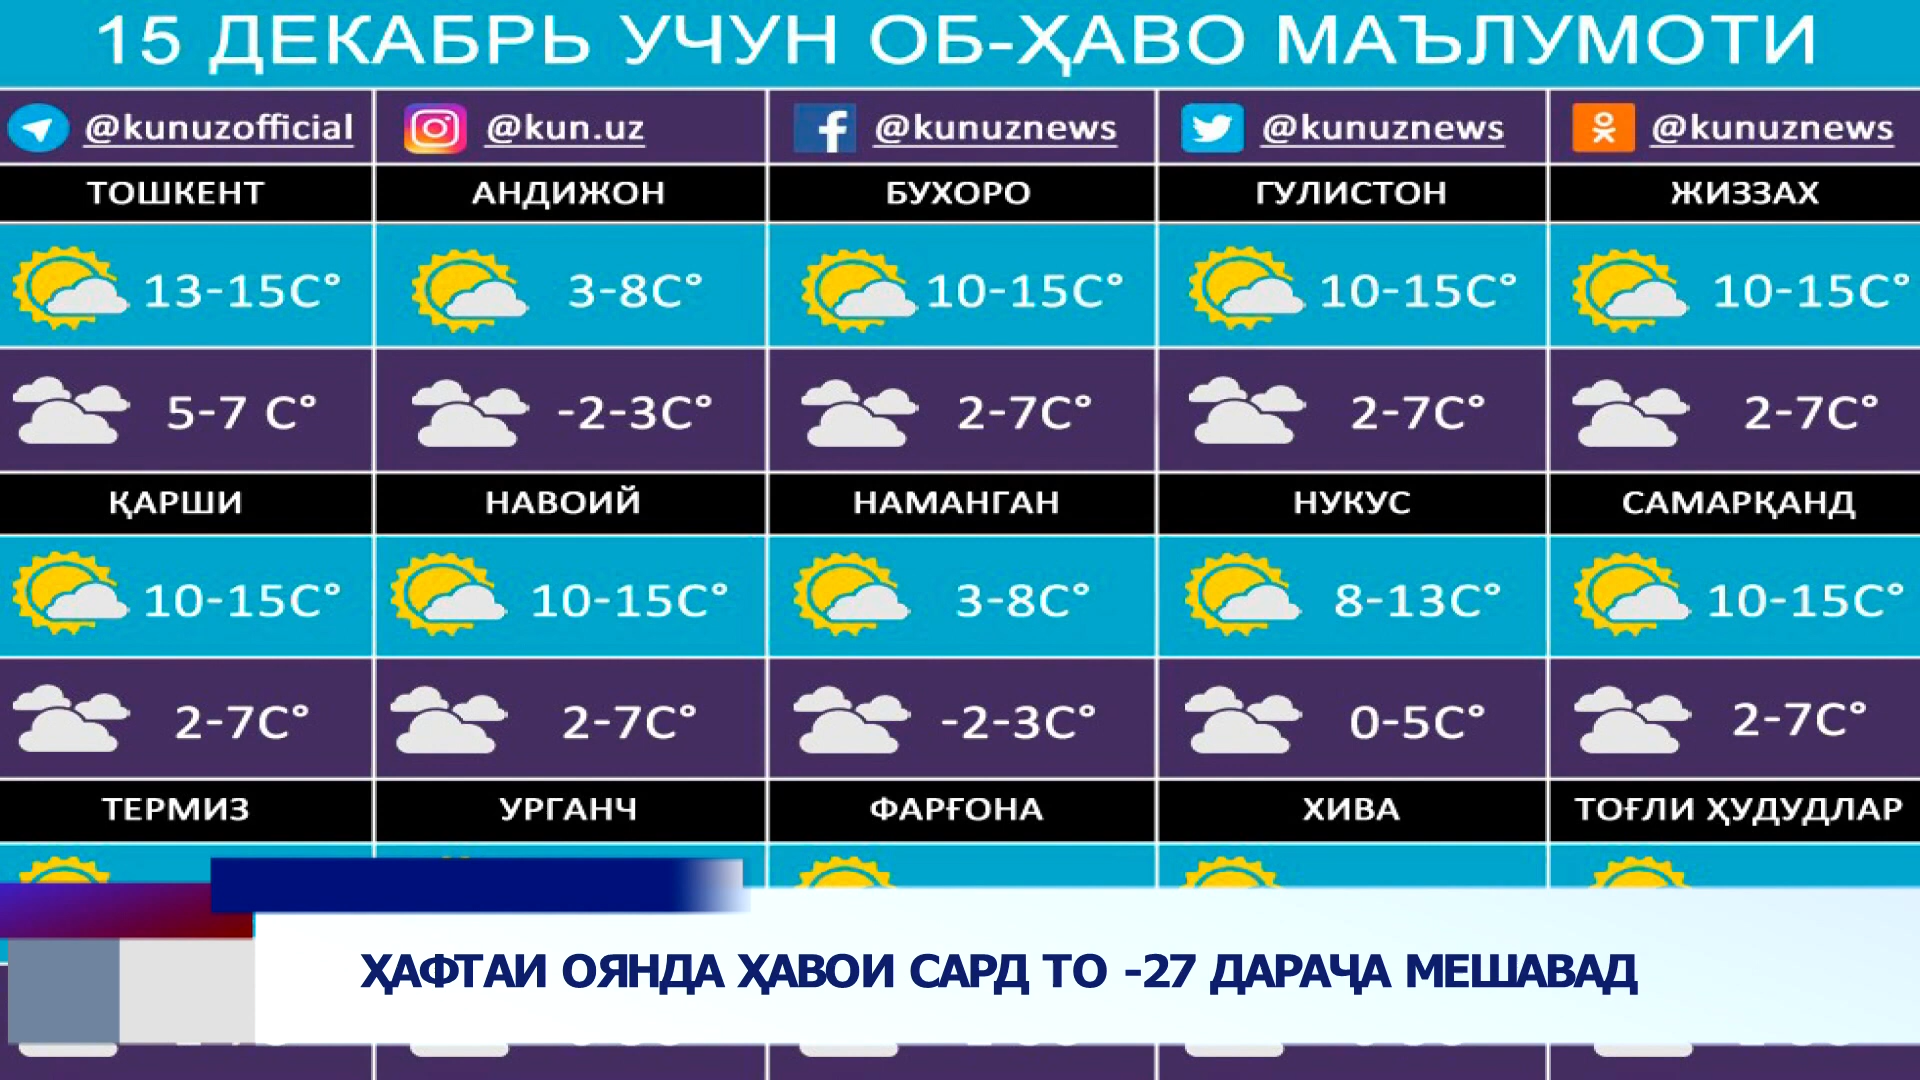 15 ДЕКАБРЬ УЧУН ОБ-ҲАВО МАЪЛУМОТИ
@kunuzofficial @kun.uz @kunuznews @kunuznews @kunuznews
ТОШКЕНТ АНДИЖОН БУХОРО ГУЛИСТОН ЖИЗЗАХ
13-15C° 3-8C° 10-15C° 10-15C° 10-15C°
5-7 C° -2-3C° 2-7C° 2-7C° 2-7C°
ҚАРШИ НАВОИЙ НАМАНГАН НУКУС САМАРҚАНД
10-15C° 10-15C° 3-8C° 8-13C° 10-15C°
2-7C° 2-7C° -2-3C° 0-5C° 2-7C°
ТЕРМИЗ УРГАНЧ ФАРҒОНА ХИВА ТОҒЛИ ҲУДУДЛАР
ҲАФТАИ ОЯНДА ҲАВОИ САРД ТО -27 ДАРАҶА МЕШАВАД